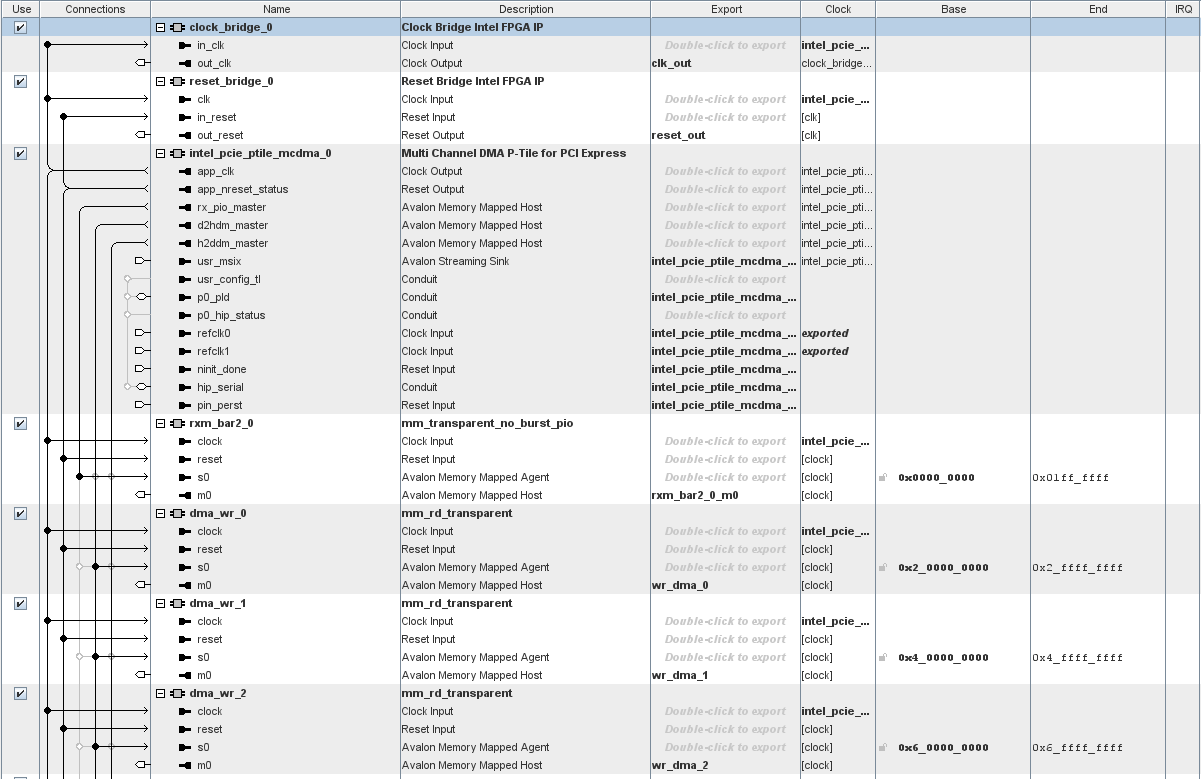 Use Connections Name Description Export Clock Base End IRQ
clock_bridge_0 Clock Bridge Intel FPGA IP
in_clk Clock Input Double-click to export intel_pcie_...
out_clk Clock Output clk_out clock_bridge...
reset_bridge_0 Reset Bridge Intel FPGA IP
clk Clock Input Double-click to export intel_pcie_...
in_reset Reset Input Double-click to export [clk]
out_reset Reset Output reset_out [clk]
intel_pcie_ptile_mcdma_0 Multi Channel DMA P-Tile for PCI Express
app_clk Clock Output Double-click to export intel_pcie_pti...
app_nreset_status Reset Output Double-click to export intel_pcie_pti...
rx_pio_master Avalon Memory Mapped Host Double-click to export intel_pcie_pti...
d2hdm_master Avalon Memory Mapped Host Double-click to export intel_pcie_pti...
h2ddm_master Avalon Memory Mapped Host Double-click to export intel_pcie_pti...
usr_msix Avalon Streaming Sink intel_pcie_ptile_mcdma_... intel_pcie_pti...
usr_config_tl Conduit Double-click to export
p0_pld Conduit intel_pcie_ptile_mcdma_...
p0_hip_status Conduit Double-click to export
refclk0 Clock Input intel_pcie_ptile_mcdma_... exported
refclk1 Clock Input intel_pcie_ptile_mcdma_... exported
ninit_done Reset Input intel_pcie_ptile_mcdma_...
hip_serial Conduit intel_pcie_ptile_mcdma_...
pin_perst Reset Input intel_pcie_ptile_mcdma_...
rxm_bar2_0 mm_transparent_no_burst_pio
clock Clock Input Double-click to export intel_pcie_...
reset Reset Input Double-click to export [clock]
s0 Avalon Memory Mapped Agent Double-click to export [clock] 0x0000_0000 0x01ff_ffff
m0 Avalon Memory Mapped Host rxm_bar2_0_m0 [clock]
dma_wr_0 mm_rd_transparent
clock Clock Input Double-click to export intel_pcie_...
reset Reset Input Double-click to export [clock]
s0 Avalon Memory Mapped Agent Double-click to export [clock] 0x2_0000_0000 0x2_ffff_ffff
m0 Avalon Memory Mapped Host wr_dma_0 [clock]
dma_wr_1 mm_rd_transparent
clock Clock Input Double-click to export intel_pcie_...
reset Reset Input Double-click to export [clock]
s0 Avalon Memory Mapped Agent Double-click to export [clock] 0x4_0000_0000 0x4_ffff_ffff
m0 Avalon Memory Mapped Host wr_dma_1 [clock]
dma_wr_2 mm_rd_transparent
clock Clock Input Double-click to export intel_pcie_...
reset Reset Input Double-click to export [clock]
s0 Avalon Memory Mapped Agent Double-click to export [clock] 0x6_0000_0000 0x6_ffff_ffff
m0 Avalon Memory Mapped Host wr_dma_2 [clock]